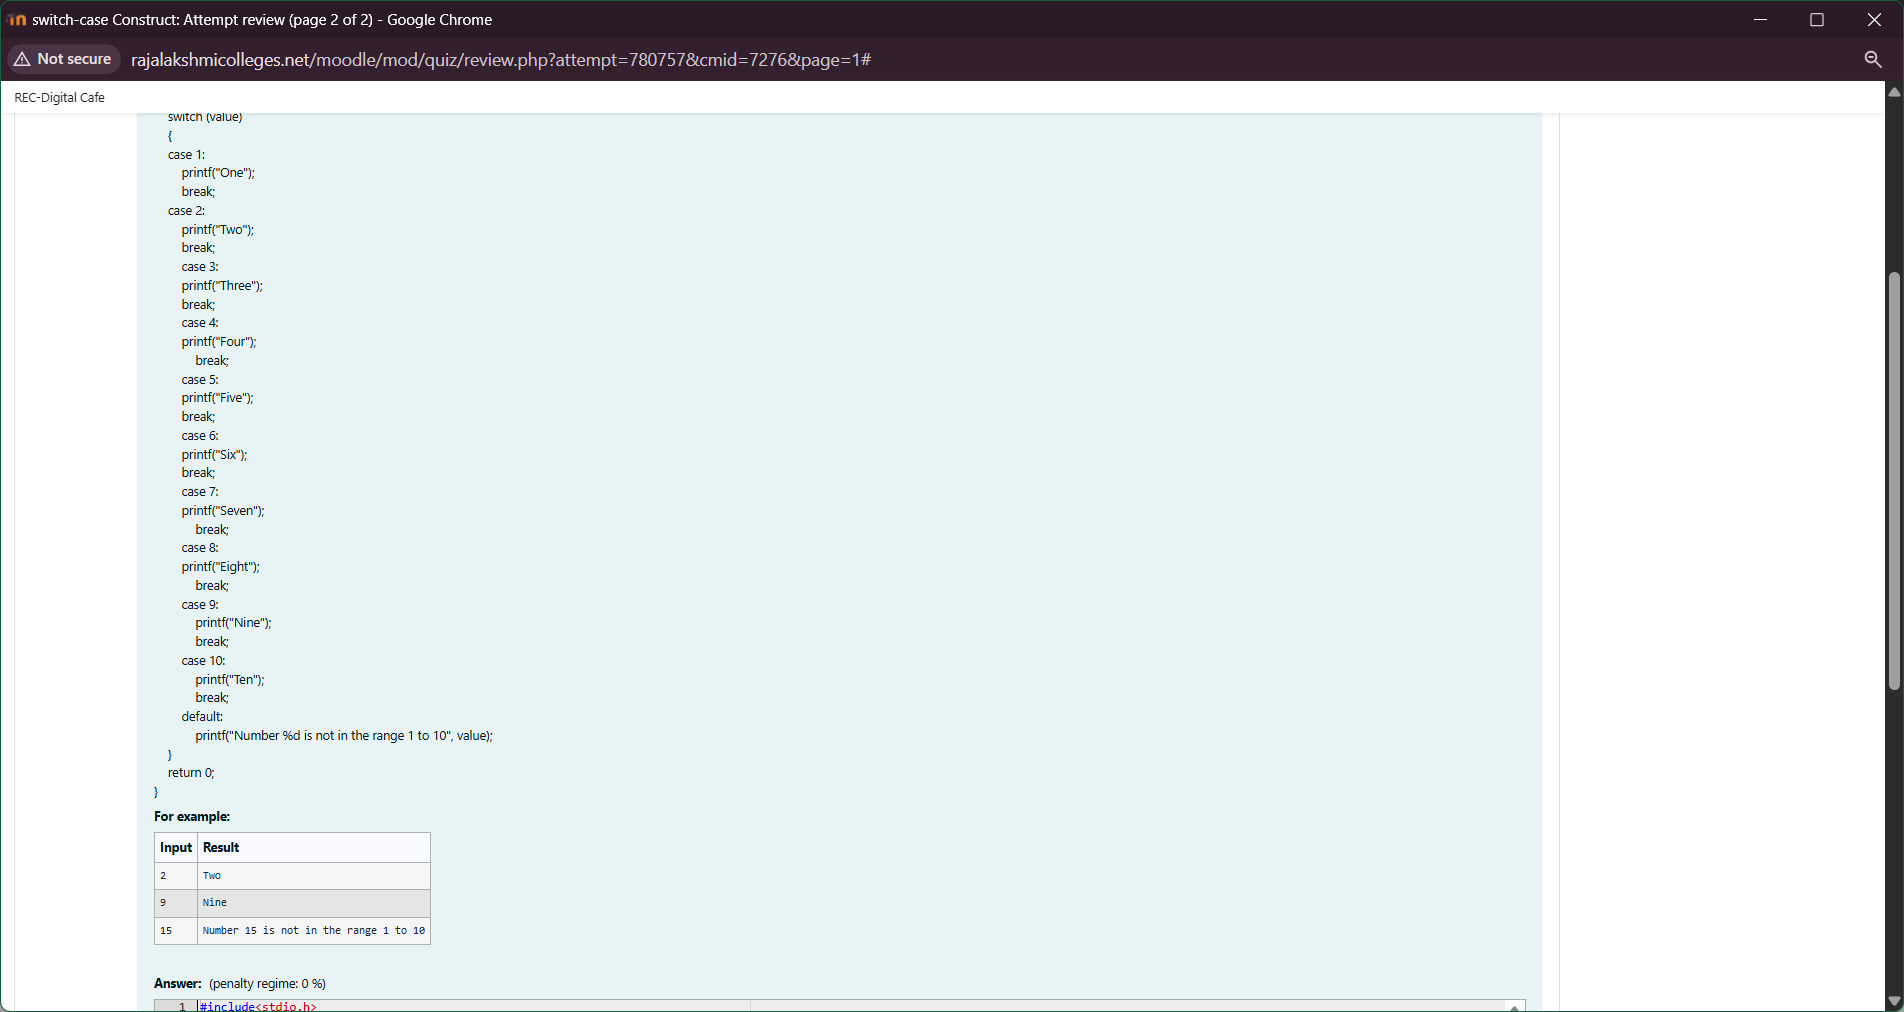 switch-case Construct: Attempt review (page 2 of 2) - Google Chrome
Not secure rajalakshmicolleges.net/moodle/mod/quiz/review.php?attempt=780757&cmid=7276&page=1#
REC-Digital Cafe
switch (value)
{
case 1:
printf("One");
break;
case 2:
printf("Two");
break;
case 3:
printf("Three");
break;
case 4:
printf("Four");
break;
case 5:
printf("Five");
break;
case 6:
printf("Six");
break;
case 7:
printf("Seven");
break;
case 8:
printf("Eight");
break;
case 9:
printf("Nine");
break;
case 10:
printf("Ten");
break;
default:
printf("Number %d is not in the range 1 to 10", value);
}
return 0;
}
For example:
Input Result
2 Two
9 Nine
15 Number 15 is not in the range 1 to 10
Answer: (penalty regime: 0 %)
1 #include<stdio.h>